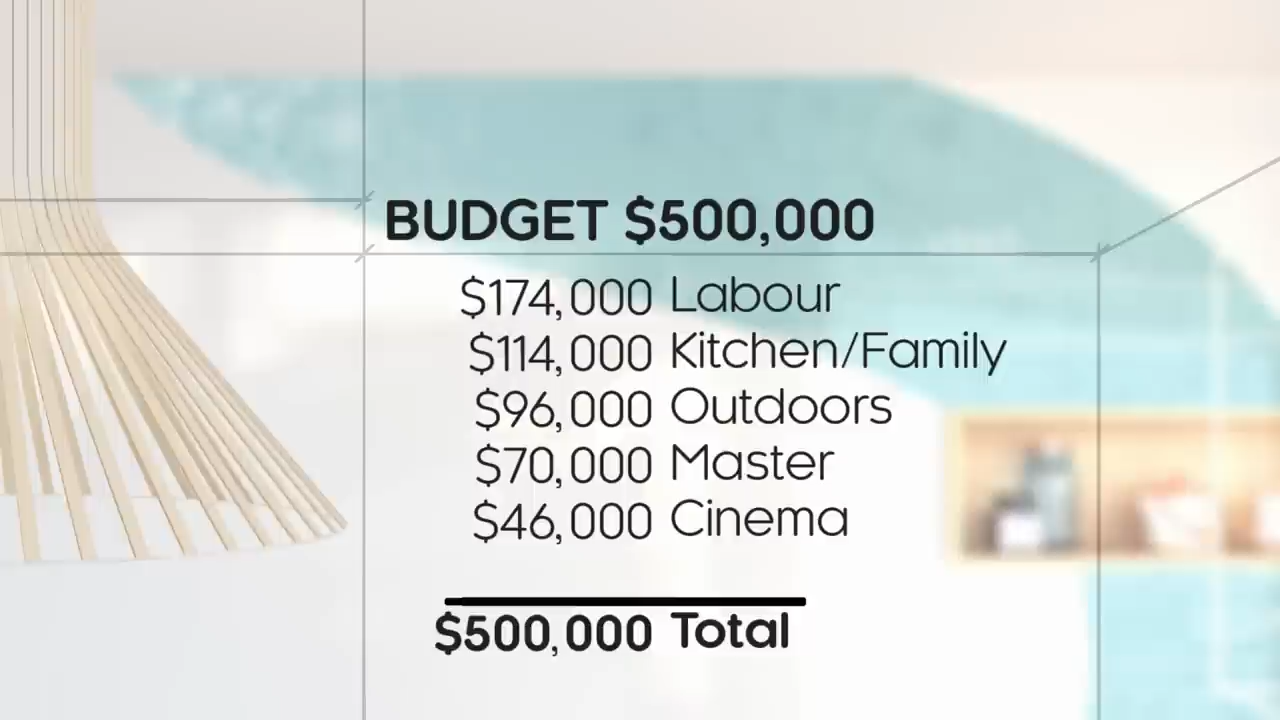 BUDGET $500,000
$174,000 Labour
$114,000 Kitchen/Family
$96,000 Outdoors
$70,000 Master
$46,000 Cinema
$500,000 Total